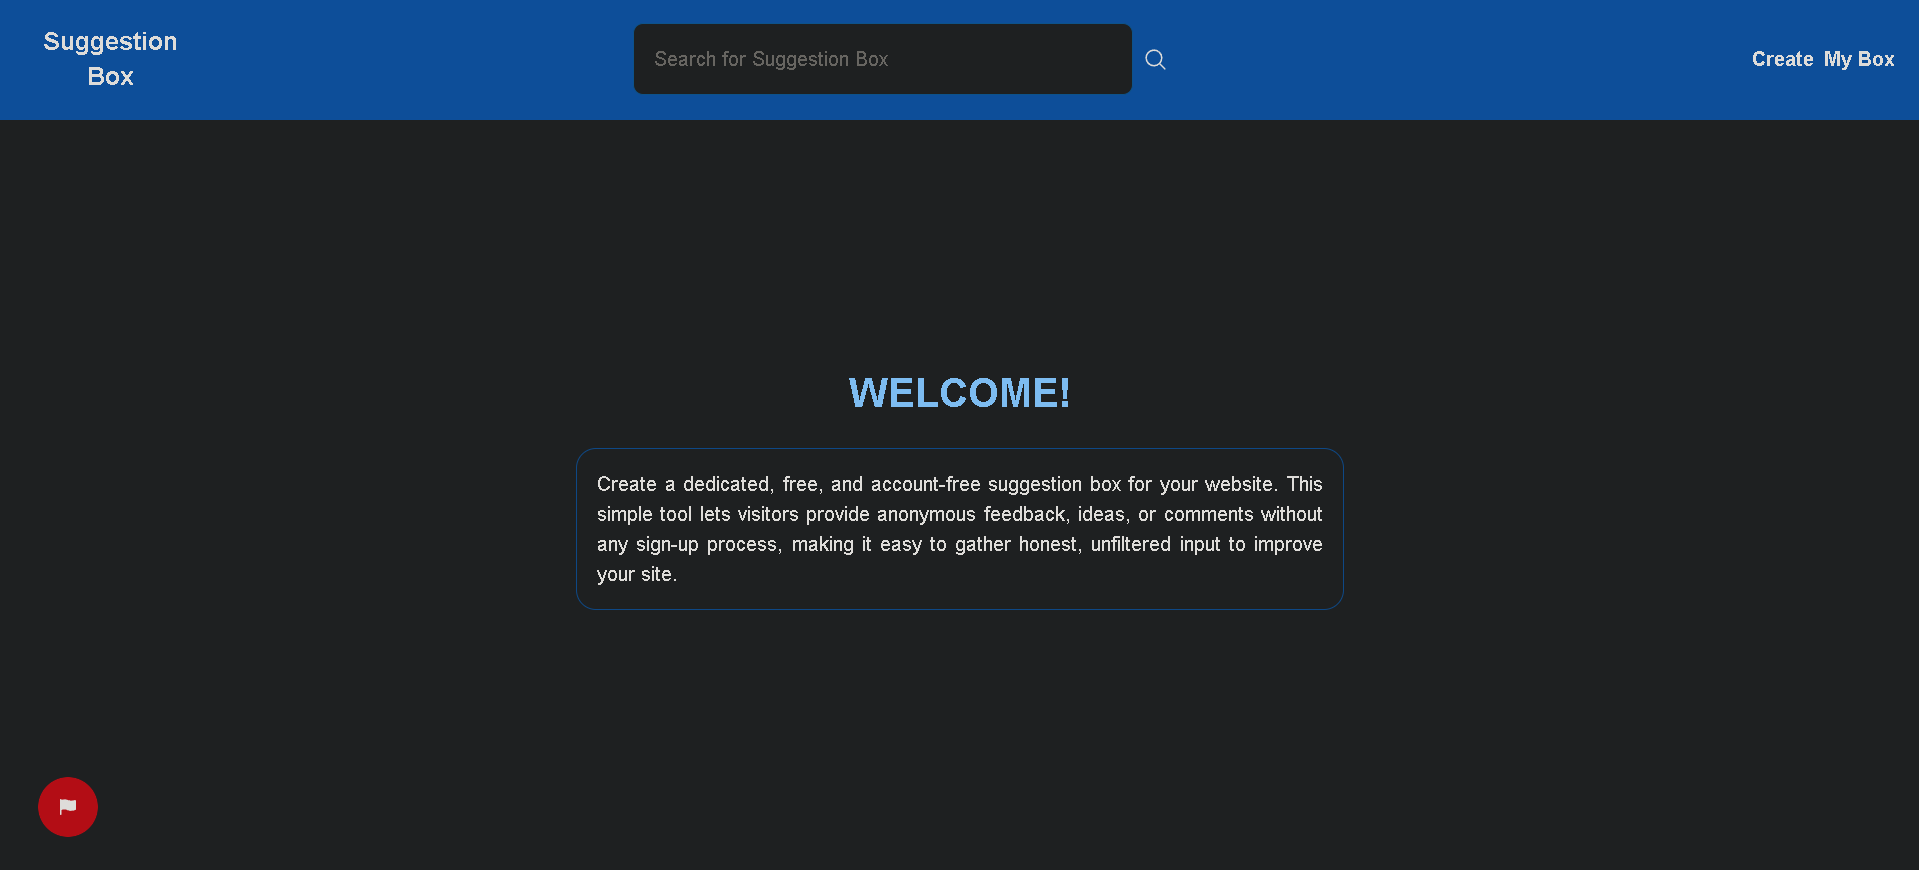 Suggestion
Box
Search for Suggestion Box
Create My Box
WELCOME!
Create a dedicated, free, and account-free suggestion box for your website. This
simple tool lets visitors provide anonymous feedback, ideas, or comments without
any sign-up process, making it easy to gather honest, unfiltered input to improve
your site.